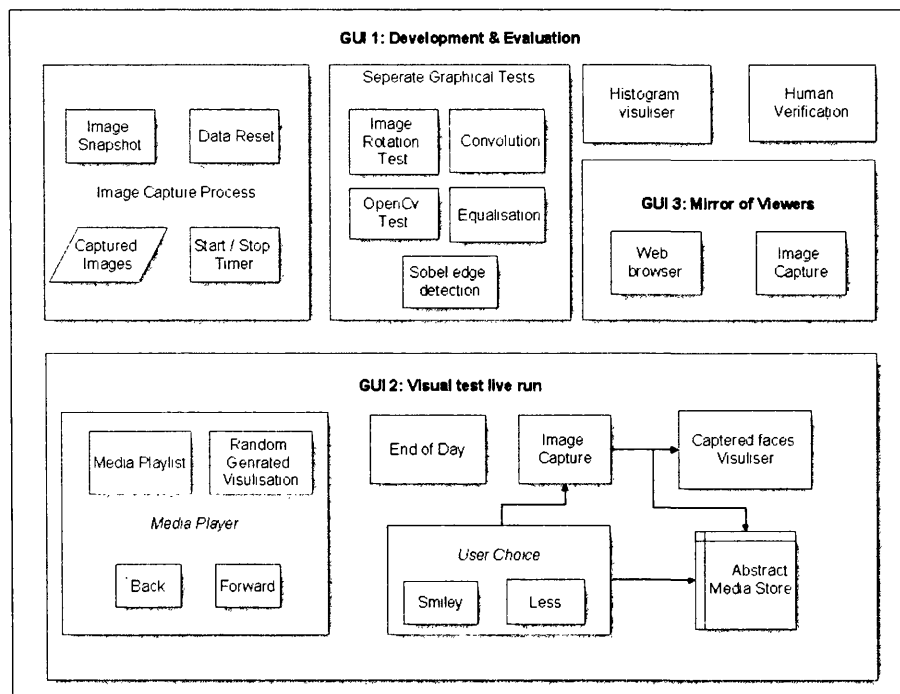 GUI 1: Development & Evaluation
Image
Snapshot
Data Reset
Image Capture Process
Captured
Images
Start / Stop
Timer
Seperate Graphical Tests
Image
Rotation
Test
Convolution
OpenCv
Test
Equalisation
Sobel edge
detection
Histogram
visuliser
Human
Verification
GUI 3: Mirror of Viewers
Web
browser
Image
Capture
GUI 2: Visual test live run
Media Playlist
Random
Genrated
Visulisation
Media Player
Back
Forward
End of Day
Image
Capture
Captered faces
Visuliser
User Choice
Smiley
Less
Abstract
Media Store